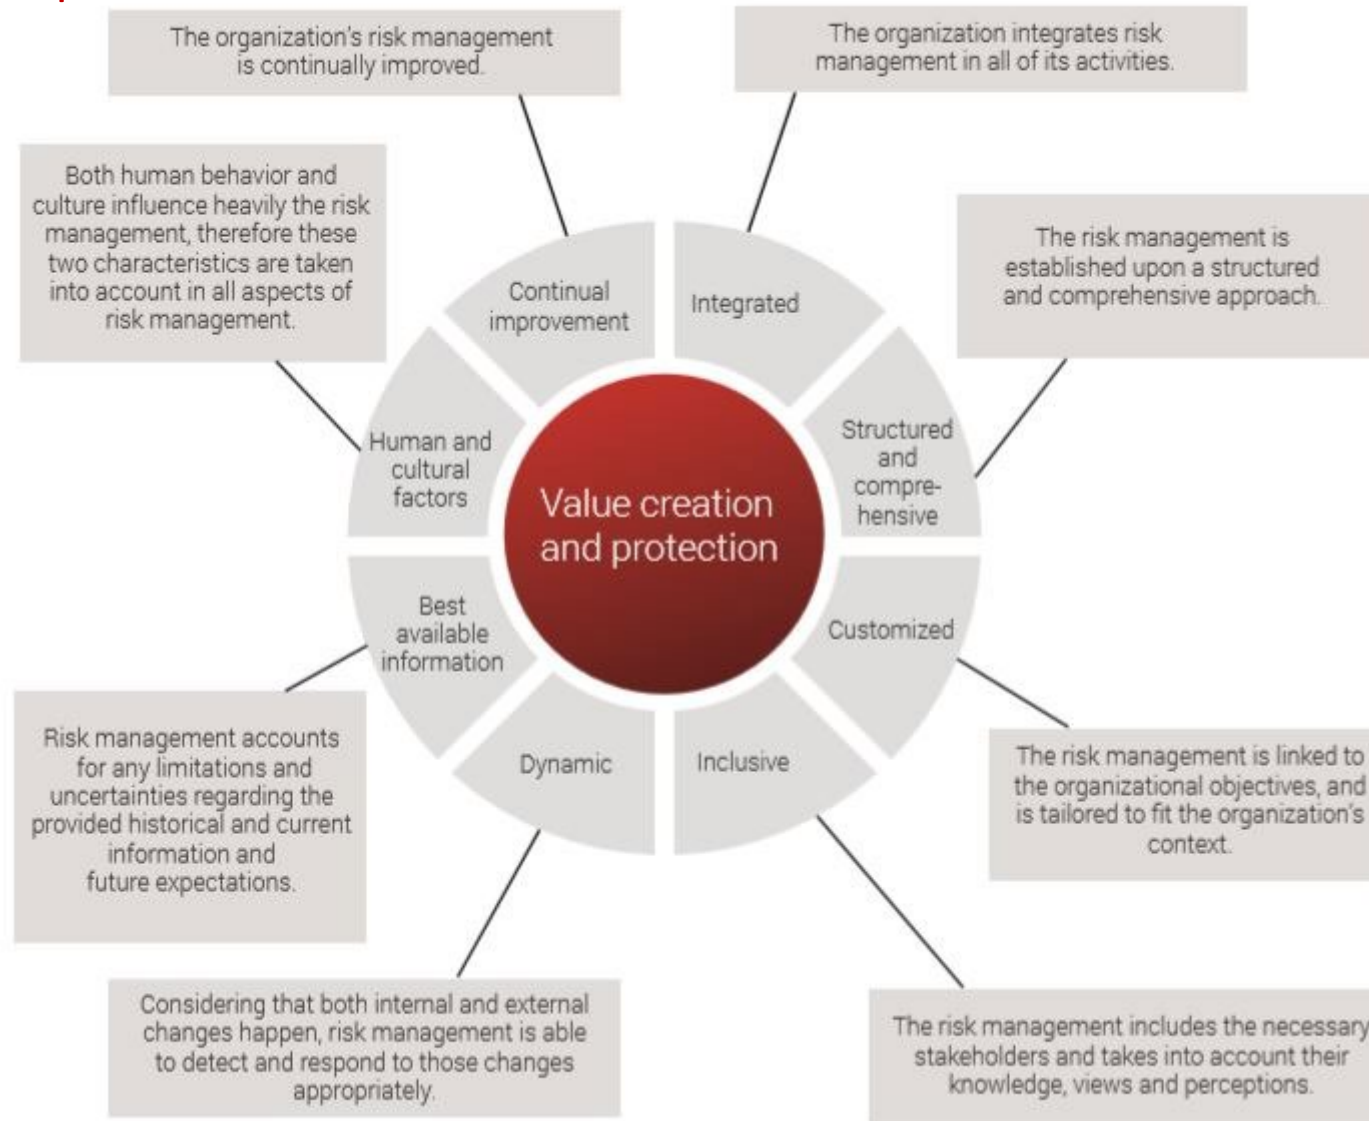 The organization's risk management
is continually improved.
The organization integrates risk
management in all of its activities.
Both human behavior and
culture influence heavily the risk
management, therefore these
two characteristics are taken
into account in all aspects of
risk management.
The risk management is
established upon a structured
and comprehensive approach.
Continual
improvement
Integrated
Human and
cultural
factors
Structured
and
compre-
hensive
Value creation
and protection
Best
available
information
Customized
Dynamic
Inclusive
Risk management accounts
for any limitations and
uncertainties regarding the
provided historical and current
information and
future expectations.
The risk management is linked to
the organizational objectives, and
is tailored to fit the organization's
context.
Considering that both internal and external
changes happen, risk management is able
to detect and respond to those changes
appropriately.
The risk management includes the necessary
stakeholders and takes into account their
knowledge, views and perceptions.